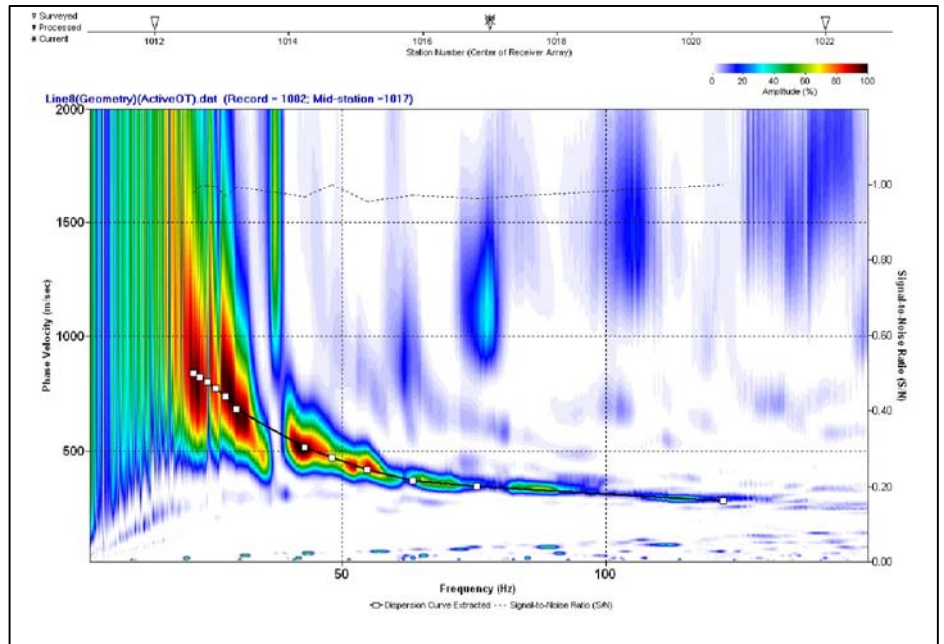 ▽ Surveyed
▼ Processed
✳ Current
1012 1014 1016 1018 1020 1022
Station Number (Center of Receiver Array)
0 20 40 60 80 100
Amplitude (%)
Line8(Geometry)(ActiveOT).dat (Record = 1002; Mid-station =1017)
2000
1500
1000
500
Phase Velocity (m/sec)
1.00
0.80
0.60
0.40
0.20
0.00
Signal-to-Noise Ratio (S/N)
50 100
Frequency (Hz)
Dispersion Curve Extracted --- Signal-to-Noise Ratio (S/N)